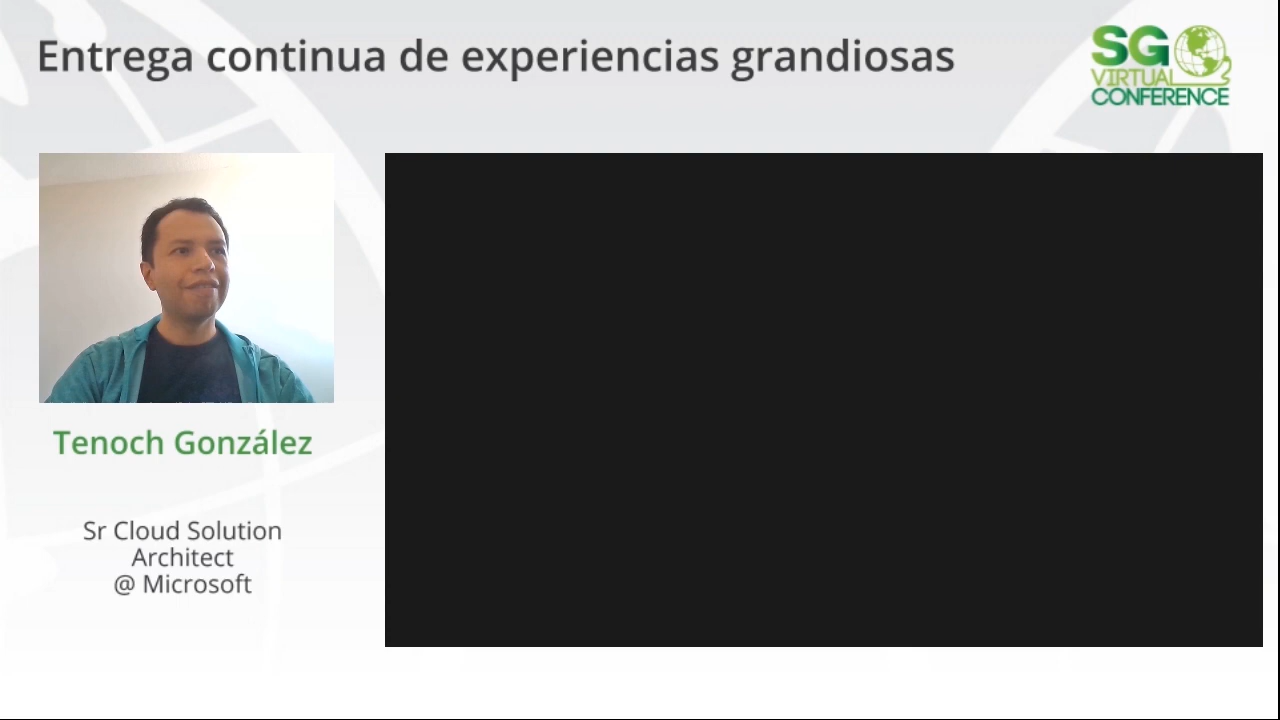 Entrega continua de experiencias grandiosas
SG
VIRTUAL
CONFERENCE
Tenoch González
Sr Cloud Solution
Architect
@ Microsoft